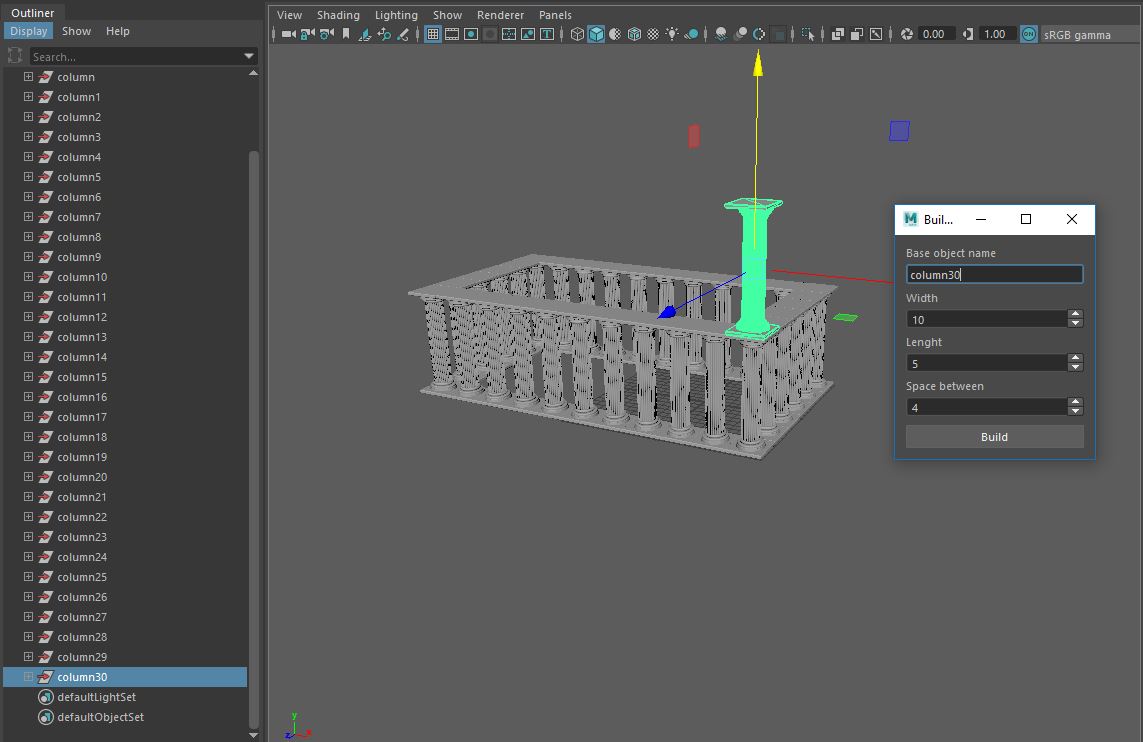 Outliner
Display Show Help
Search...
column
column1
column2
column3
column4
column5
column6
column7
column8
column9
column10
column11
column12
column13
column14
column15
column16
column17
column18
column19
column20
column21
column22
column23
column24
column25
column26
column27
column28
column29
column30
defaultLightSet
defaultObjectSet
View Shading Lighting Show Renderer Panels
0.00 1.00 ON sRGB gamma
M Buil...
Base object name
column30
Width
10
Lenght
5
Space between
4
Build
y
z x